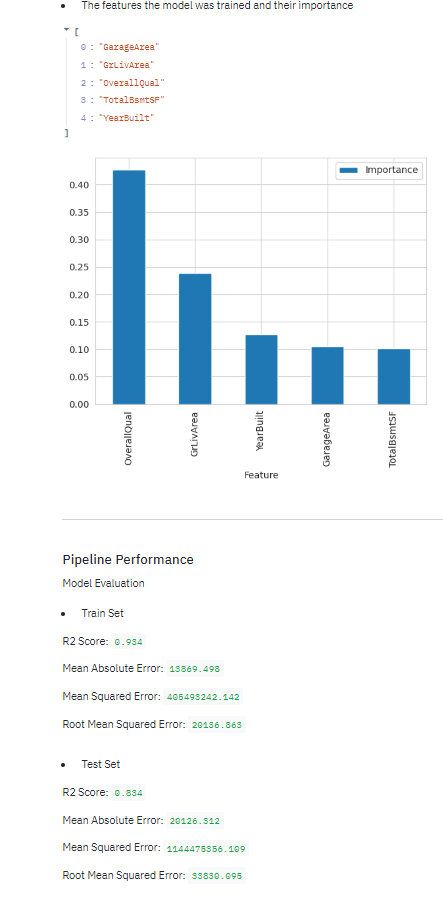 The features the model was trained and their importance
[
0 : "GarageArea"
1 : "GrLivArea"
2 : "OverallQual"
3 : "TotalBsmtSF"
4 : "YearBuilt"
]
Importance
0.40
0.35
0.30
0.25
0.20
0.15
0.10
0.05
0.00
OverallQual
GrLivArea
YearBuilt
GarageArea
TotalBsmtSF
Feature
Pipeline Performance
Model Evaluation
Train Set
R2 Score: 0.934
Mean Absolute Error: 13869.498
Mean Squared Error: 405493242.142
Root Mean Squared Error: 20136.863
Test Set
R2 Score: 0.834
Mean Absolute Error: 20126.312
Mean Squared Error: 1144475356.109
Root Mean Squared Error: 33830.095